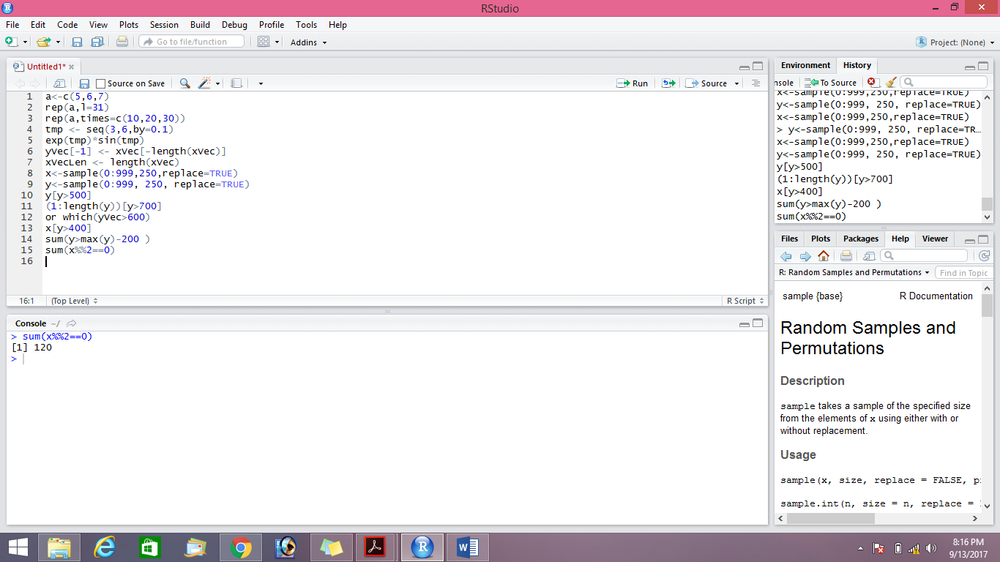 RStudio
File Edit Code View Plots Session Build Debug Profile Tools Help
Go to file/function Addins Project: (None)
Untitled1*
Source on Save Run Source
1 a<-c(5,6,7)
2 rep(a,l=31)
3 rep(a,times=c(10,20,30))
4 tmp <- seq(3,6,by=0.1)
5 exp(tmp)*sin(tmp)
6 yVec[-1] <- xVec[-length(xVec)]
7 xVecLen <- length(xVec)
8 x<-sample(0:999,250,replace=TRUE)
9 y<-sample(0:999, 250, replace=TRUE)
10 y[y>500]
11 (1:length(y))[y>700]
12 or which(yVec>600)
13 x[y>400]
14 sum(y>max(y)-200 )
15 sum(x%%2==0)
16
16:1 (Top Level) R Script
Console ~/
> sum(x%%2==0)
[1] 120
>
Environment History
nsole To Source
x<-sample(0:999,250,replace=TRUE)
y<-sample(0:999, 250, replace=TRUE)
x<-sample(0:999,250,replace=TRUE)
> y<-sample(0:999, 250, replace=TR…
x<-sample(0:999,250,replace=TRUE)
y<-sample(0:999, 250, replace=TRUE)
y[y>500]
(1:length(y))[y>700]
x[y>400]
sum(y>max(y)-200 )
sum(x%%2==0)
Files Plots Packages Help Viewer
R: Random Samples and Permutations Find in Topic
sample {base} R Documentation
Random Samples and
Permutations
Description
sample takes a sample of the specified size
from the elements of x using either with or
without replacement.
Usage
sample(x, size, replace = FALSE, p
sample.int(n, size = n, replace =
8:16 PM
9/13/2017